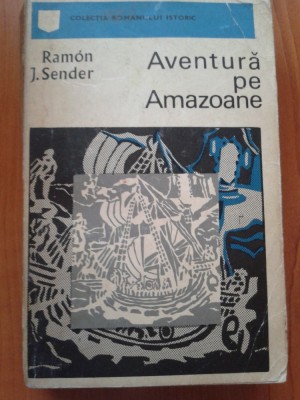 COLECȚIA ROMANULUI ISTORIC
Ramón
J. Sender
Aventură
pe
Amazoane